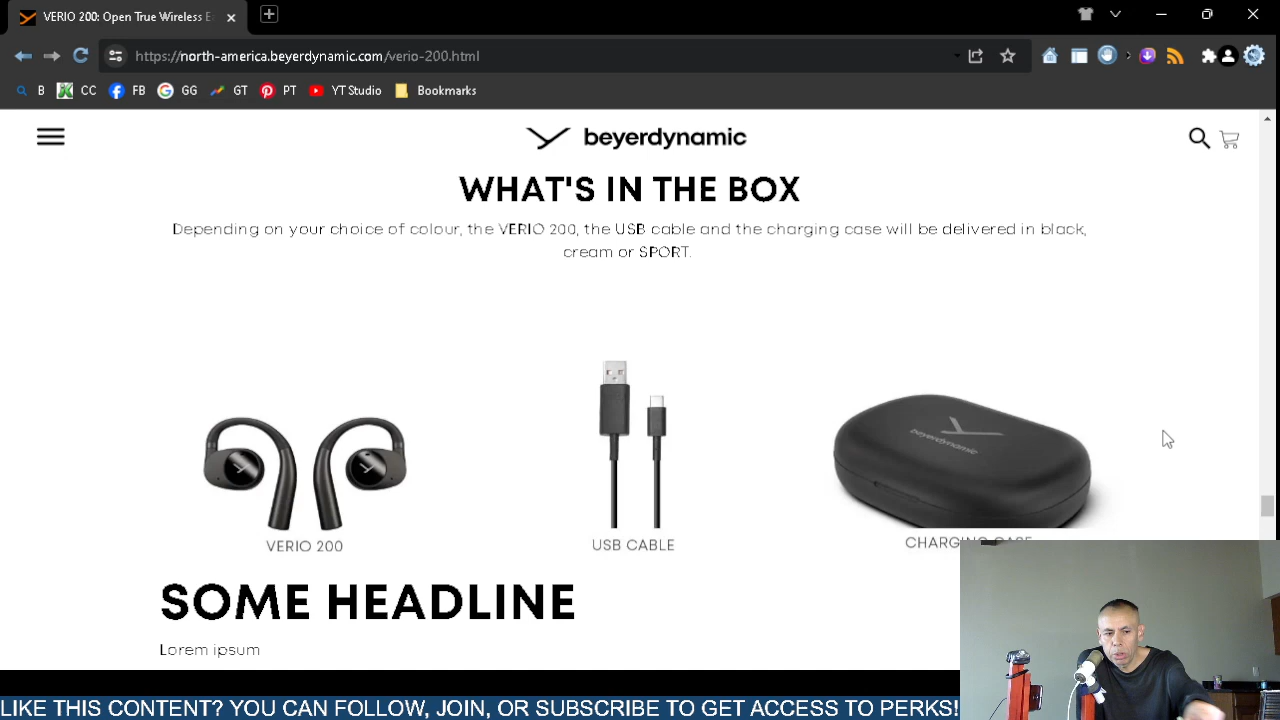 VERIO 200: Open True Wireless E
https://north-america.beyerdynamic.com/verio-200.html
B CC FB GG GT PT YT Studio Bookmarks
beyerdynamic
WHAT'S IN THE BOX
Depending on your choice of colour, the VERIO 200, the USB cable and the charging case will be delivered in black,
cream or SPORT.
beyerdynamic
VERIO 200
USB CABLE
CHARGING CASE
SOME HEADLINE
Lorem ipsum
LIKE THIS CONTENT? YOU CAN FOLLOW, JOIN, OR SUBSCRIBE TO GET ACCESS TO PERKS!